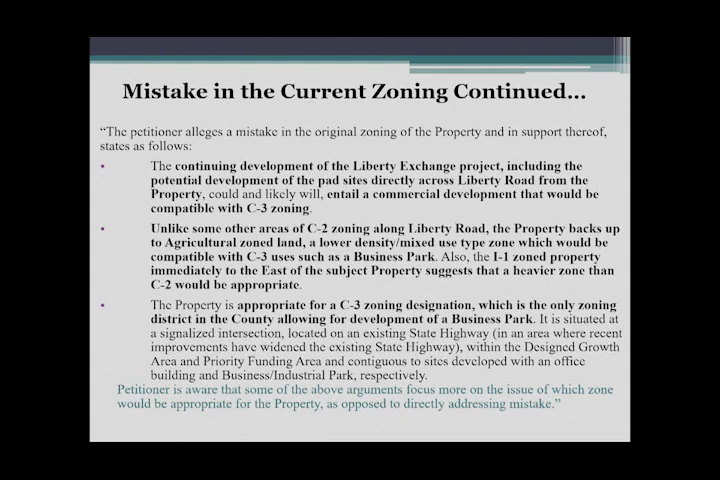 Mistake in the Current Zoning Continued...
“The petitioner alleges a mistake in the original zoning of the Property and in support thereof,
states as follows:
• The continuing development of the Liberty Exchange project, including the
potential development of the pad sites directly across Liberty Road from the
Property, could and likely will, entail a commercial development that would be
compatible with C-3 zoning.
• Unlike some other areas of C-2 zoning along Liberty Road, the Property backs up
to Agricultural zoned land, a lower density/mixed use type zone which would be
compatible with C-3 uses such as a Business Park. Also, the I-1 zoned property
immediately to the East of the subject Property suggests that a heavier zone than
C-2 would be appropriate.
• The Property is appropriate for a C-3 zoning designation, which is the only zoning
district in the County allowing for development of a Business Park. It is situated at
a signalized intersection, located on an existing State Highway (in an area where recent
improvements have widened the existing State Highway), within the Designed Growth
Area and Priority Funding Area and contiguous to sites developed with an office
building and Business/Industrial Park, respectively.
Petitioner is aware that some of the above arguments focus more on the issue of which zone
would be appropriate for the Property, as opposed to directly addressing mistake.”